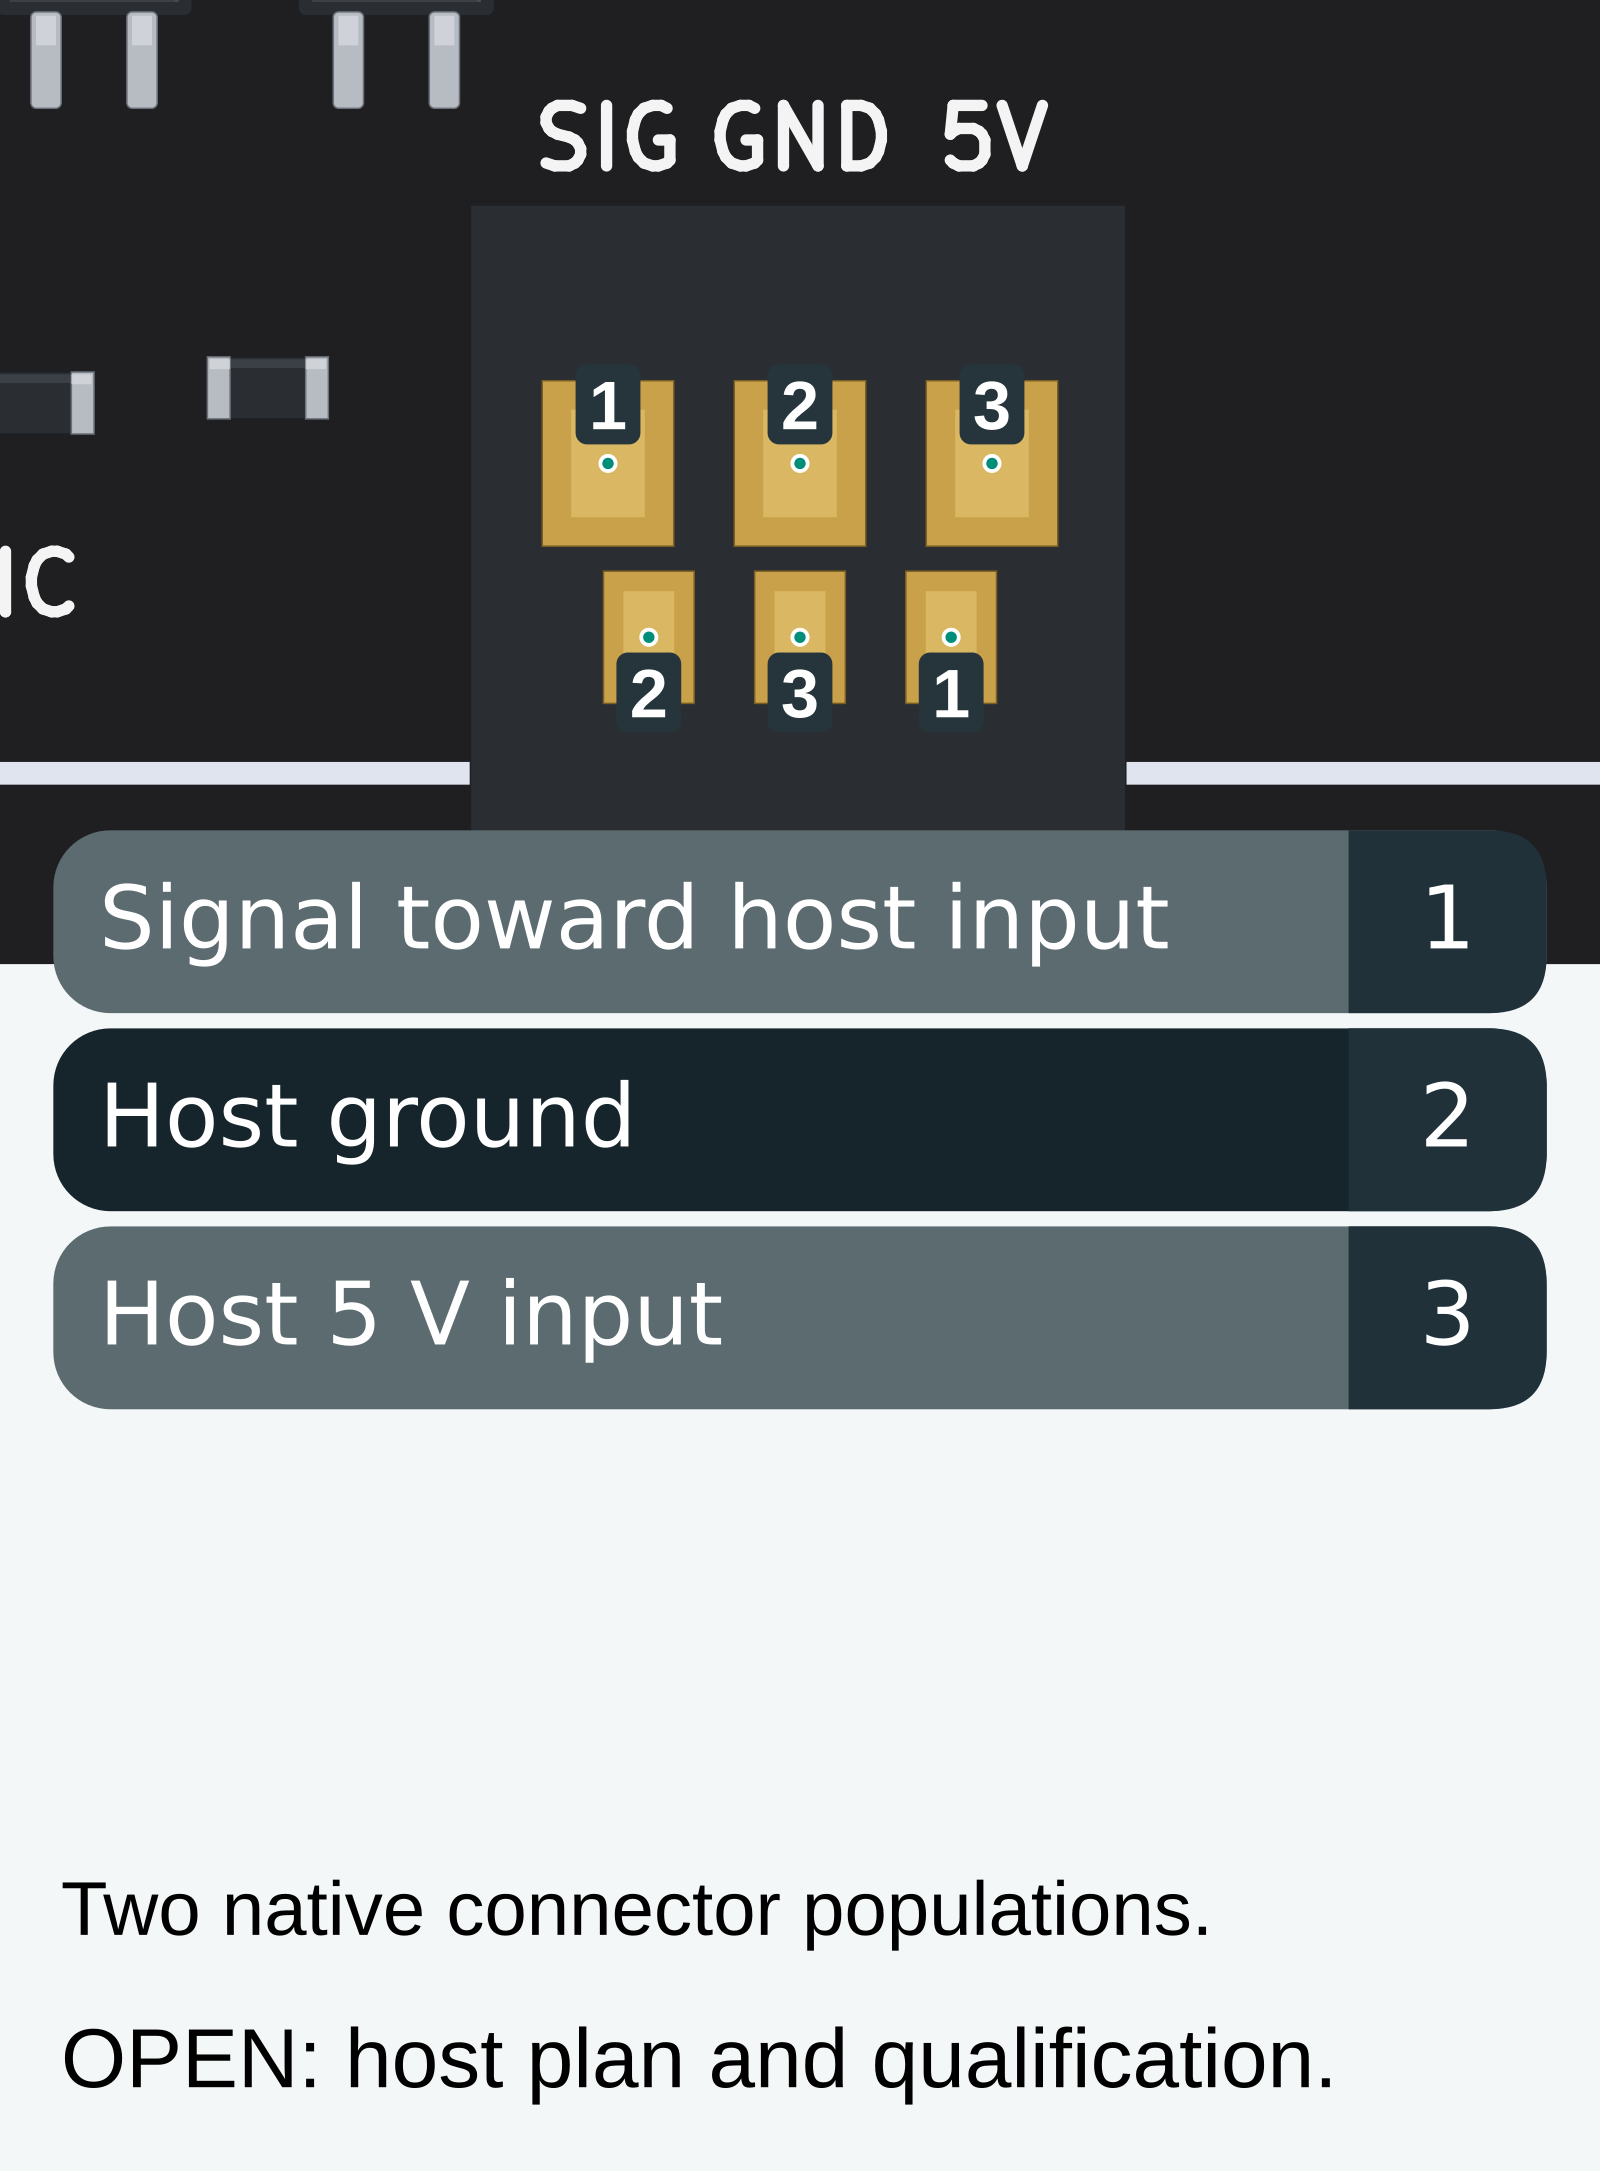 SIG GND 5V
1 2 3
IC
2 3 1
Signal toward host input 1
Host ground 2
Host 5 V input 3
Two native connector populations.
OPEN: host plan and qualification.